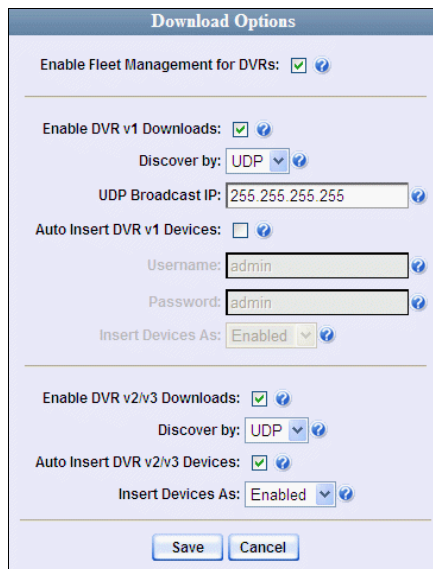 Download Options
Enable Fleet Management for DVRs:
Enable DVR v1 Downloads:
Discover by: UDP
UDP Broadcast IP: 255.255.255.255
Auto Insert DVR v1 Devices:
Username: admin
Password: admin
Insert Devices As: Enabled
Enable DVR v2/v3 Downloads:
Discover by: UDP
Auto Insert DVR v2/v3 Devices:
Insert Devices As: Enabled
Save Cancel